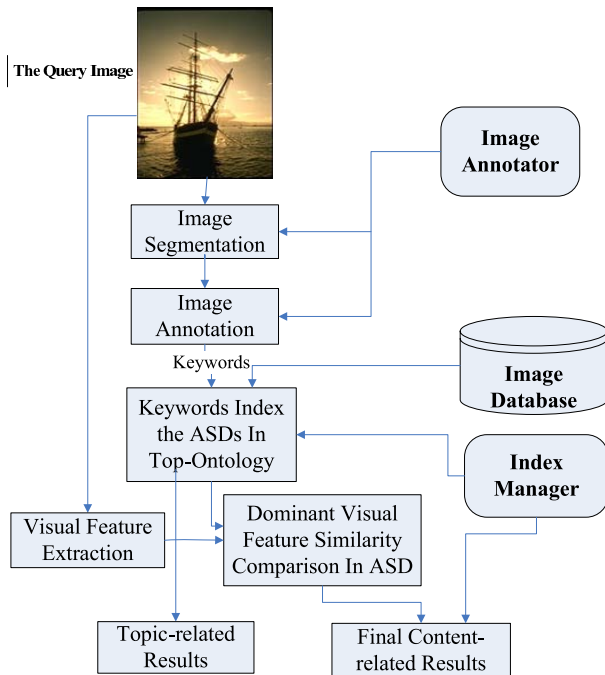 The Query Image
Image
Annotator
Image
Segmentation
Image
Annotation
Keywords
Image
Database
Keywords Index
the ASDs In
Top-Ontology
Index
Manager
Visual Feature
Extraction
Dominant Visual
Feature Similarity
Comparison In ASD
Topic-related
Results
Final Content-
related Results